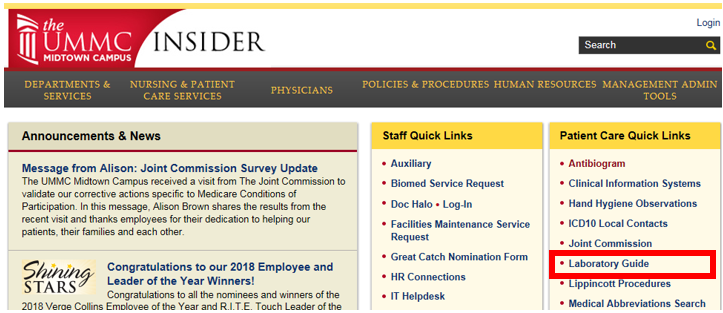 the
UMMC
MIDTOWN CAMPUS
INSIDER
Login
Search
DEPARTMENTS &
SERVICES
NURSING & PATIENT
CARE SERVICES
PHYSICIANS
POLICIES & PROCEDURES
HUMAN RESOURCES
MANAGEMENT ADMIN
TOOLS
Announcements & News
Message from Alison: Joint Commission Survey Update
The UMMC Midtown Campus received a visit from The Joint Commission to
validate our corrective actions specific to Medicare Conditions of
Participation. In this message, Alison Brown shares the results from the
recent visit and thanks employees for their dedication to helping our
patients, their families and each other.
Shining
STARS
Congratulations to our 2018 Employee and
Leader of the Year Winners!
Congratulations to all the nominees and winners of the
2018 Verge Collins Employee of the Year and R.I.T.E. Touch Leader of the
Staff Quick Links
• Auxiliary
• Biomed Service Request
• Doc Halo • Log-In
• Facilities Maintenance Service
Request
• Great Catch Nomination Form
• HR Connections
• IT Helpdesk
Patient Care Quick Links
• Antibiogram
• Clinical Information Systems
• Hand Hygiene Observations
• ICD10 Local Contacts
• Joint Commission
• Laboratory Guide
• Lippincott Procedures
• Medical Abbreviations Search